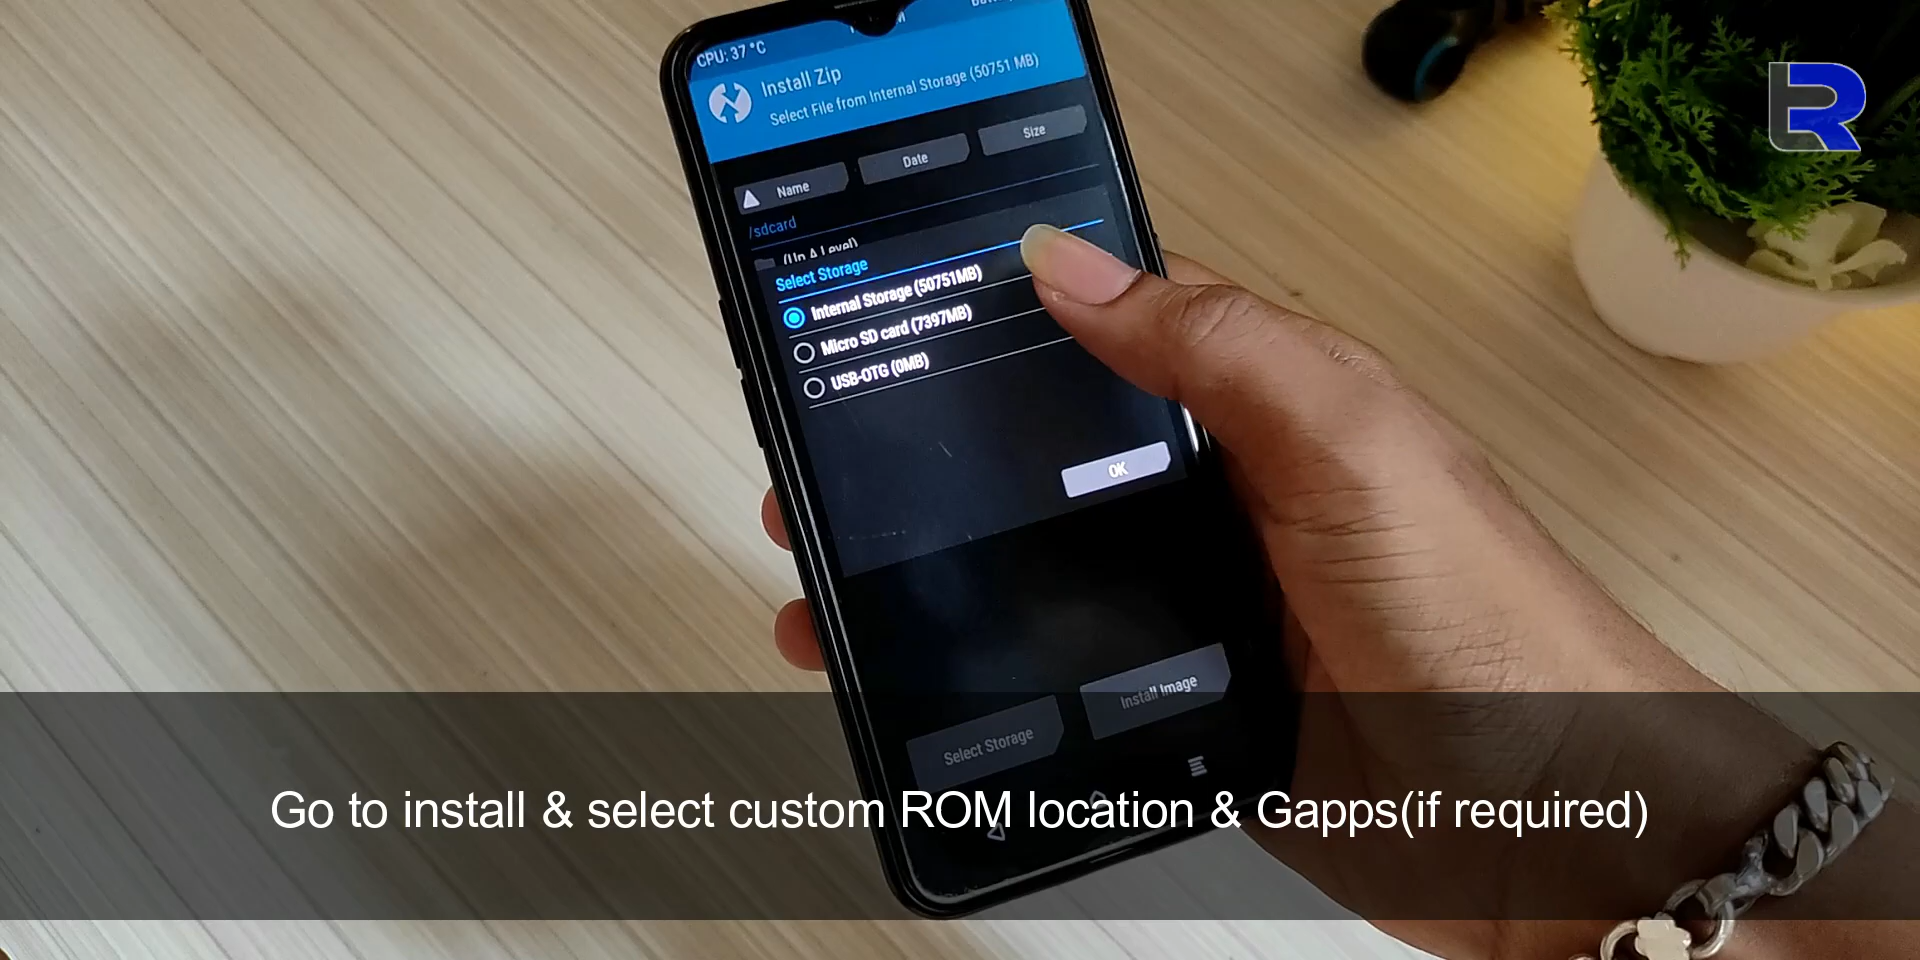 CPU: 37 °C
Install Zip
Select File from Internal Storage (50751 MB)
Name
Date
Size
/sdcard
(Up A Level)
Select Storage
Internal Storage (50751MB)
Micro SD card (7397MB)
USB-OTG (0MB)
OK
Select Storage
Install Image
Go to install & select custom ROM location & Gapps(if required)